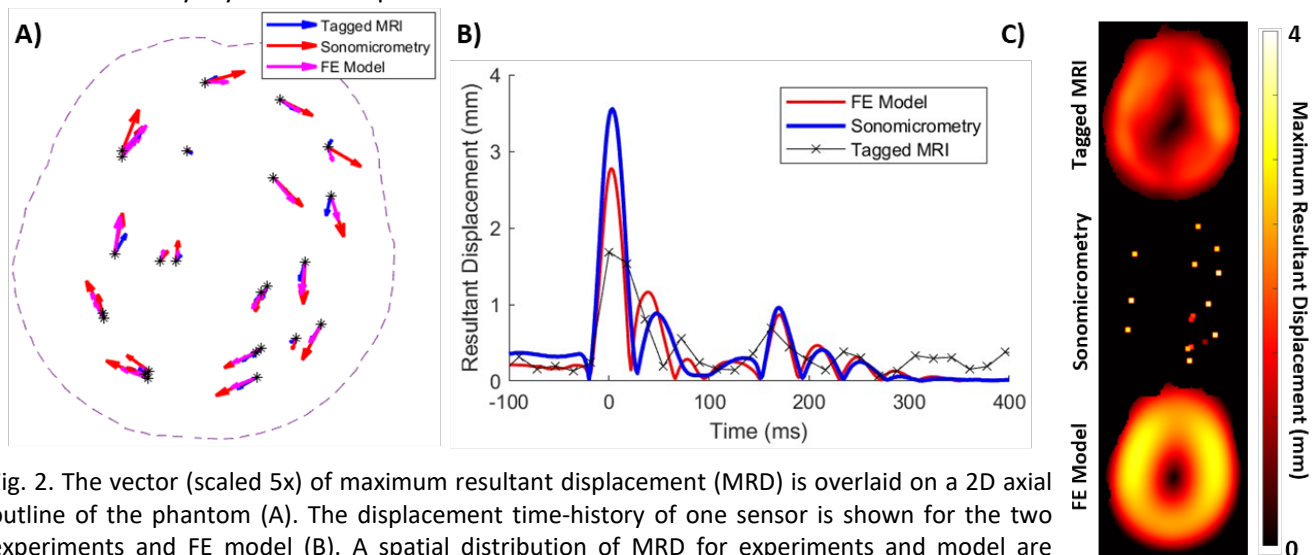 A)
Tagged MRI
Sonomicrometry
FE Model
B)
4
3
2
1
0
-100
0
100
200
300
400
Resultant Displacement (mm)
Time (ms)
FE Model
Sonomicrometry
Tagged MRI
C)
Tagged MRI
Sonomicrometry
FE Model
4
0
Maximum Resultant Displacement (mm)
Fig. 2. The vector (scaled 5x) of maximum resultant displacement (MRD) is overlaid on a 2D axial
outline of the phantom (A). The displacement time-history of one sensor is shown for the two
experiments and FE model (B). A spatial distribution of MRD for experiments and model are